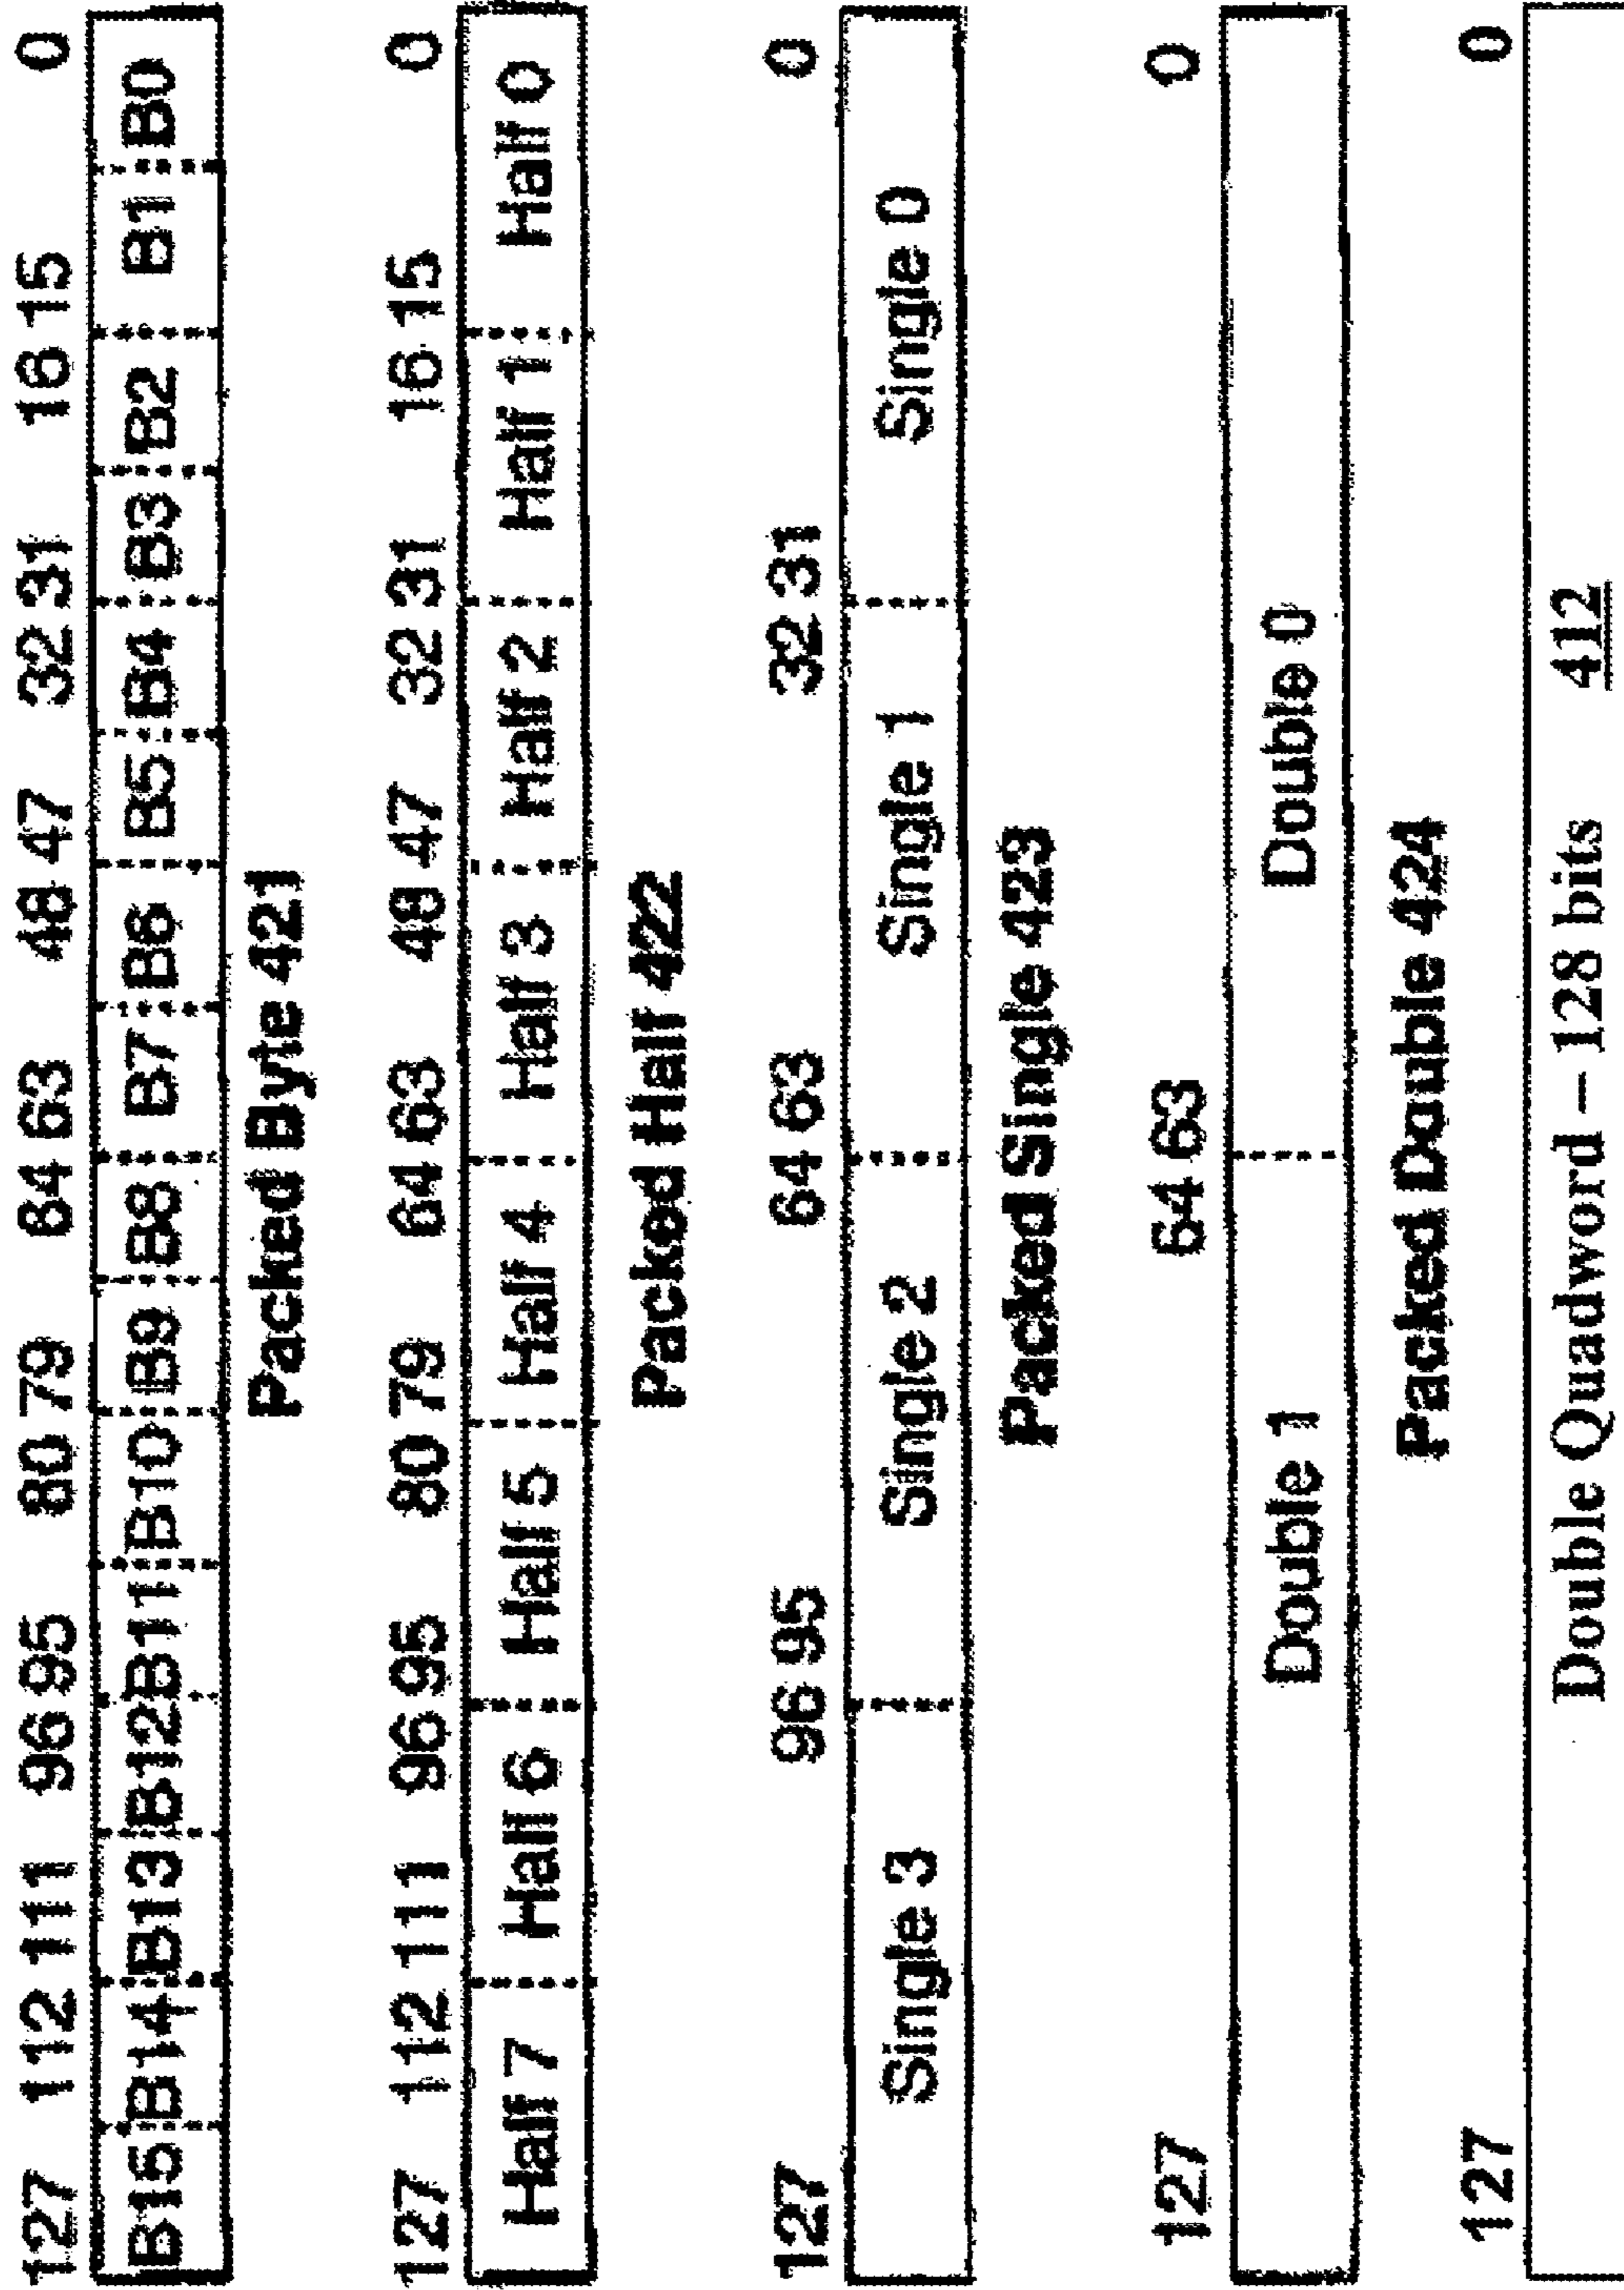 127 112 111 96 95 80 79 64 63 48 47 32 31 16 15 0
B15 B14 B13 B12 B11 B10 B9 B8 B7 B6 B5 B4 B3 B2 B1 B0
Packed Byte 421
127 112 111 96 95 80 79 64 63 48 47 32 31 16 15 0
Half 7 Half 6 Half 5 Half 4 Half 3 Half 2 Half 1 Half 0
Packed Half 422
127 96 95 64 63 32 31 0
Single 3 Single 2 Single 1 Single 0
Packed Single 423
127 64 63 0
Double 1 Double 0
Packed Double 424
127 0
Double Quadword – 128 bits 412